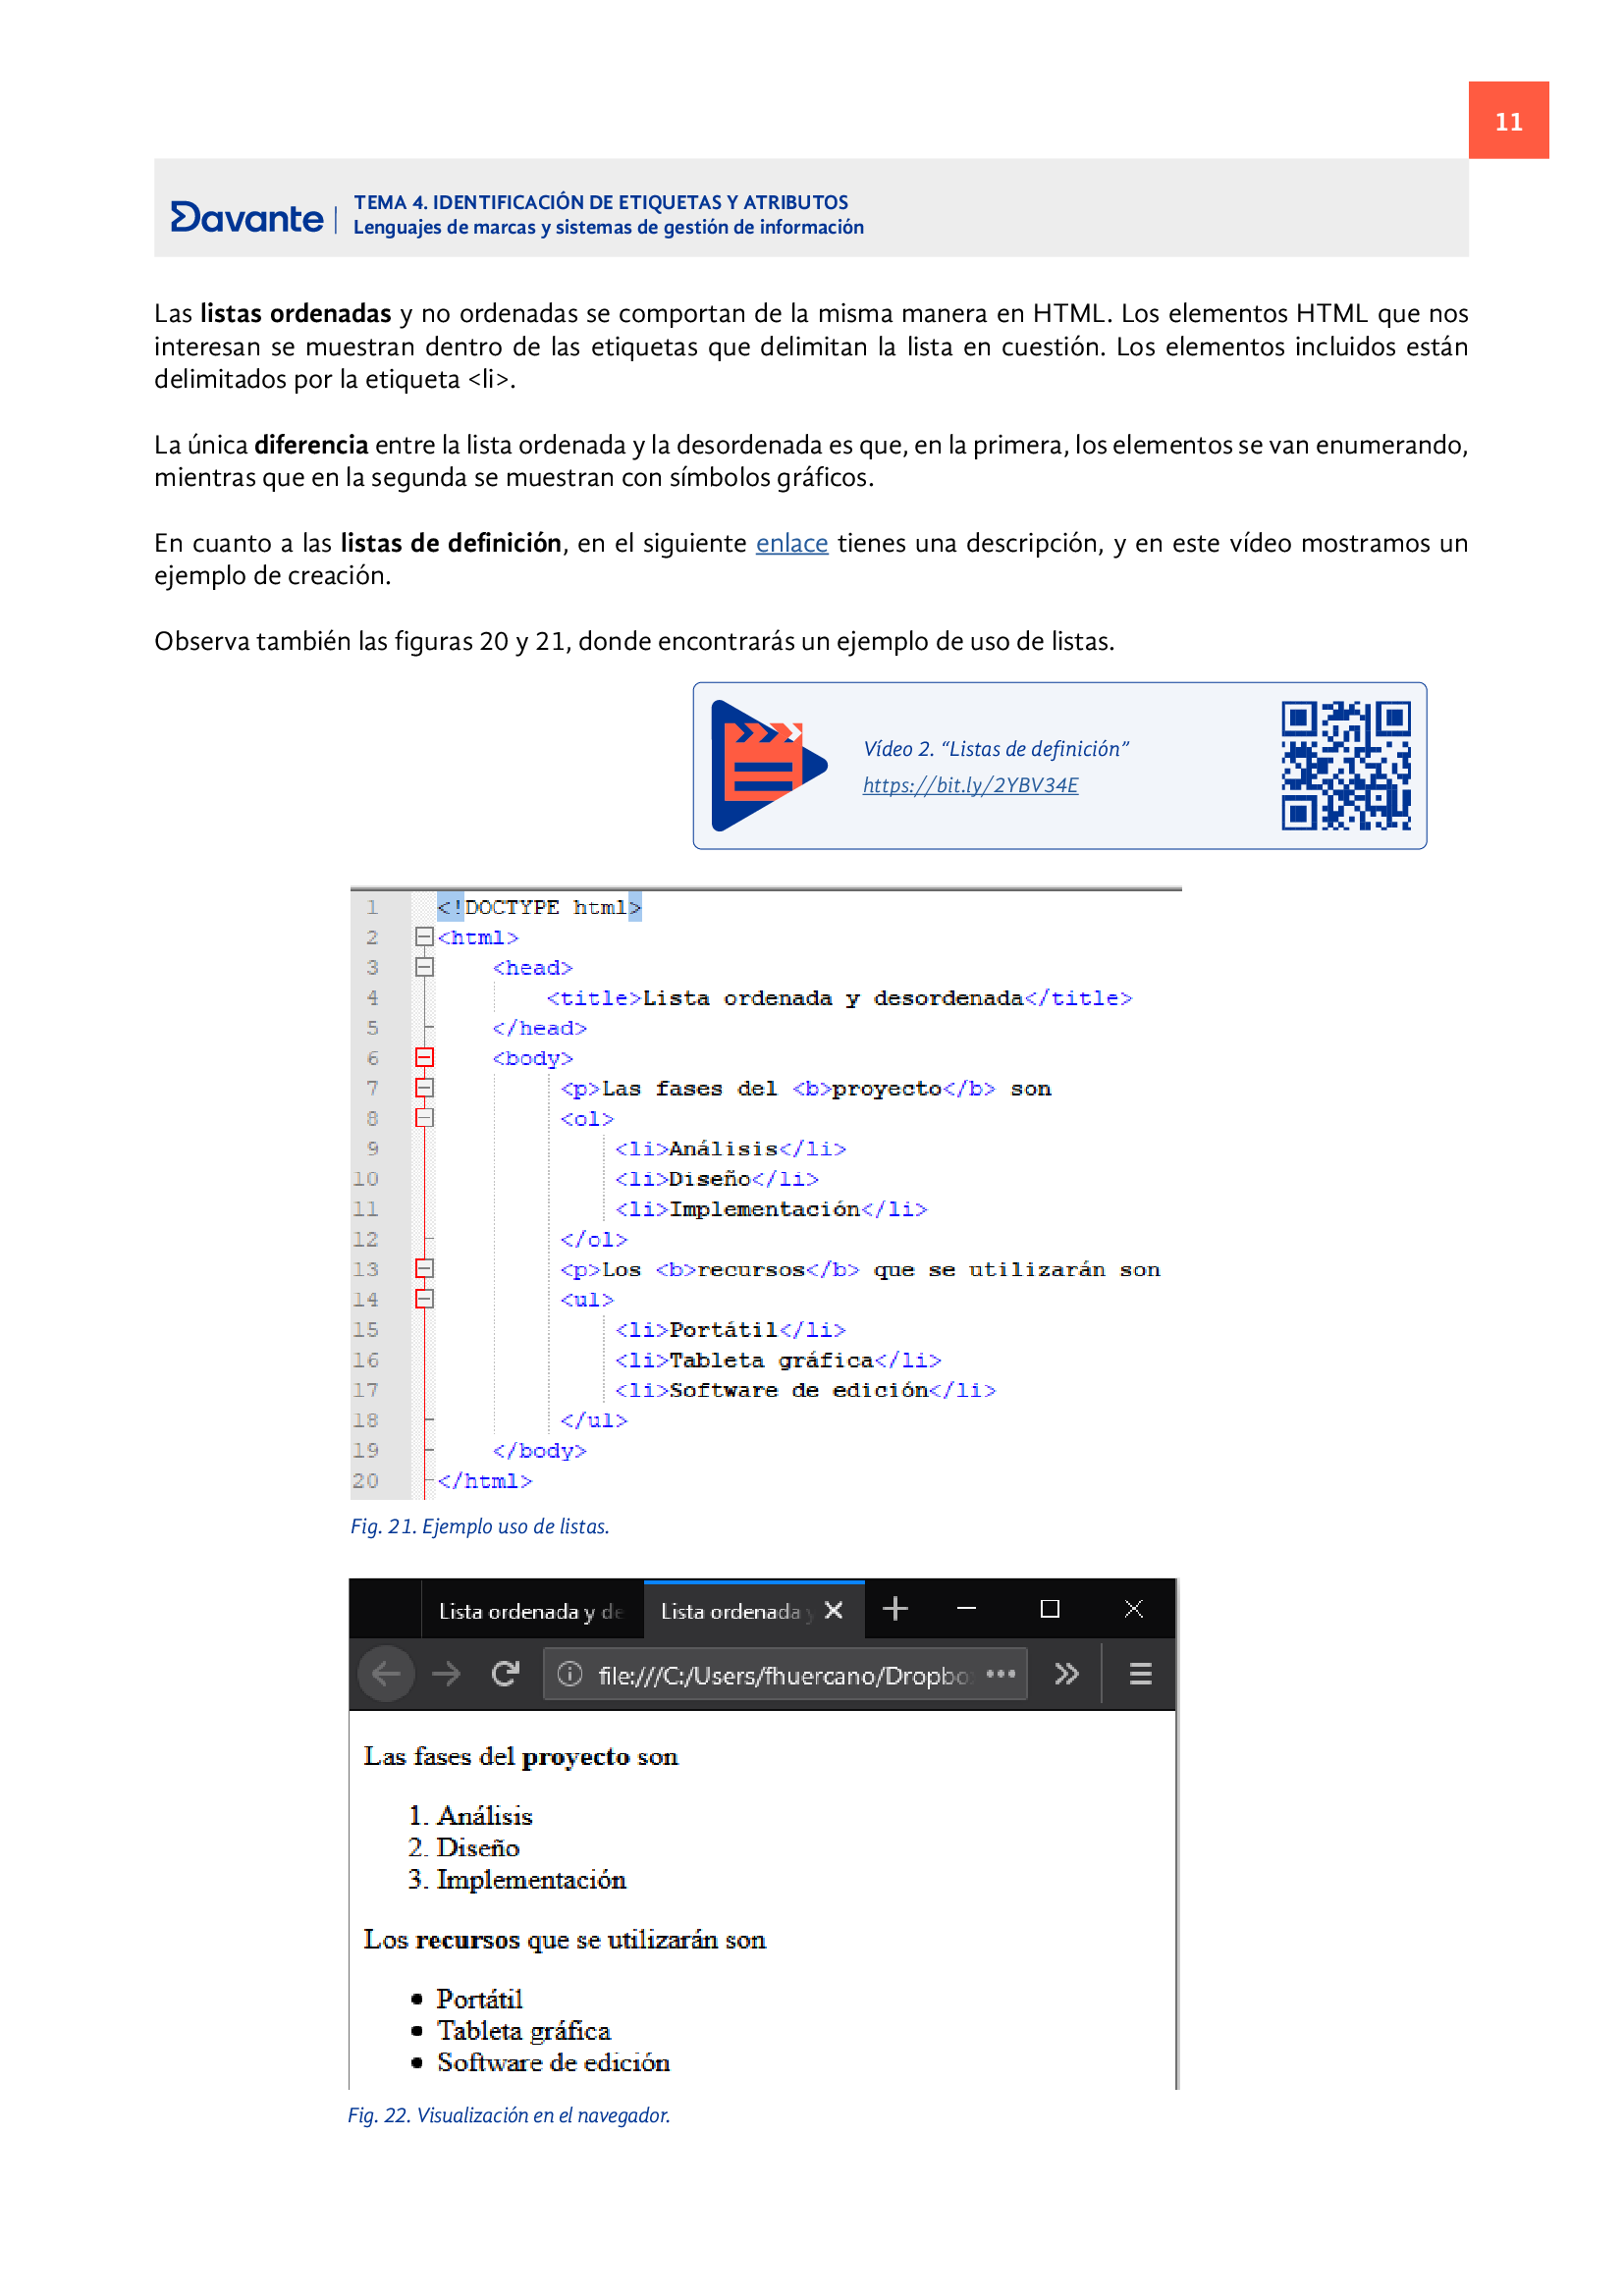 11
Davante
TEMA 4. IDENTIFICACIÓN DE ETIQUETAS Y ATRIBUTOS
Lenguajes de marcas y sistemas de gestión de información
Las listas ordenadas y no ordenadas se comportan de la misma manera en HTML. Los elementos HTML que nos
interesan se muestran dentro de las etiquetas que delimitan la lista en cuestión. Los elementos incluidos están
delimitados por la etiqueta <li>.
La única diferencia entre la lista ordenada y la desordenada es que, en la primera, los elementos se van enumerando,
mientras que en la segunda se muestran con símbolos gráficos.
En cuanto a las listas de definición, en el siguiente enlace tienes una descripción, y en este vídeo mostramos un
ejemplo de creación.
Observa también las figuras 20 y 21, donde encontrarás un ejemplo de uso de listas.
Vídeo 2. “Listas de definición”
https://bit.ly/2YBV34E
1 <!DOCTYPE html>
2 <html>
3 <head>
4 <title>Lista ordenada y desordenada</title>
5 </head>
6 <body>
7 <p>Las fases del <b>proyecto</b> son
8 <ol>
9 <li>Análisis</li>
10 <li>Diseño</li>
11 <li>Implementación</li>
12 </ol>
13 <p>Los <b>recursos</b> que se utilizarán son
14 <ul>
15 <li>Portátil</li>
16 <li>Tableta gráfica</li>
17 <li>Software de edición</li>
18 </ul>
19 </body>
20 </html>
Fig. 21. Ejemplo uso de listas.
Lista ordenada y de Lista ordenada y
file:///C:/Users/fhuercano/Dropbo
Las fases del proyecto son
1. Análisis
2. Diseño
3. Implementación
Los recursos que se utilizarán son
• Portátil
• Tableta gráfica
• Software de edición
Fig. 22. Visualización en el navegador.